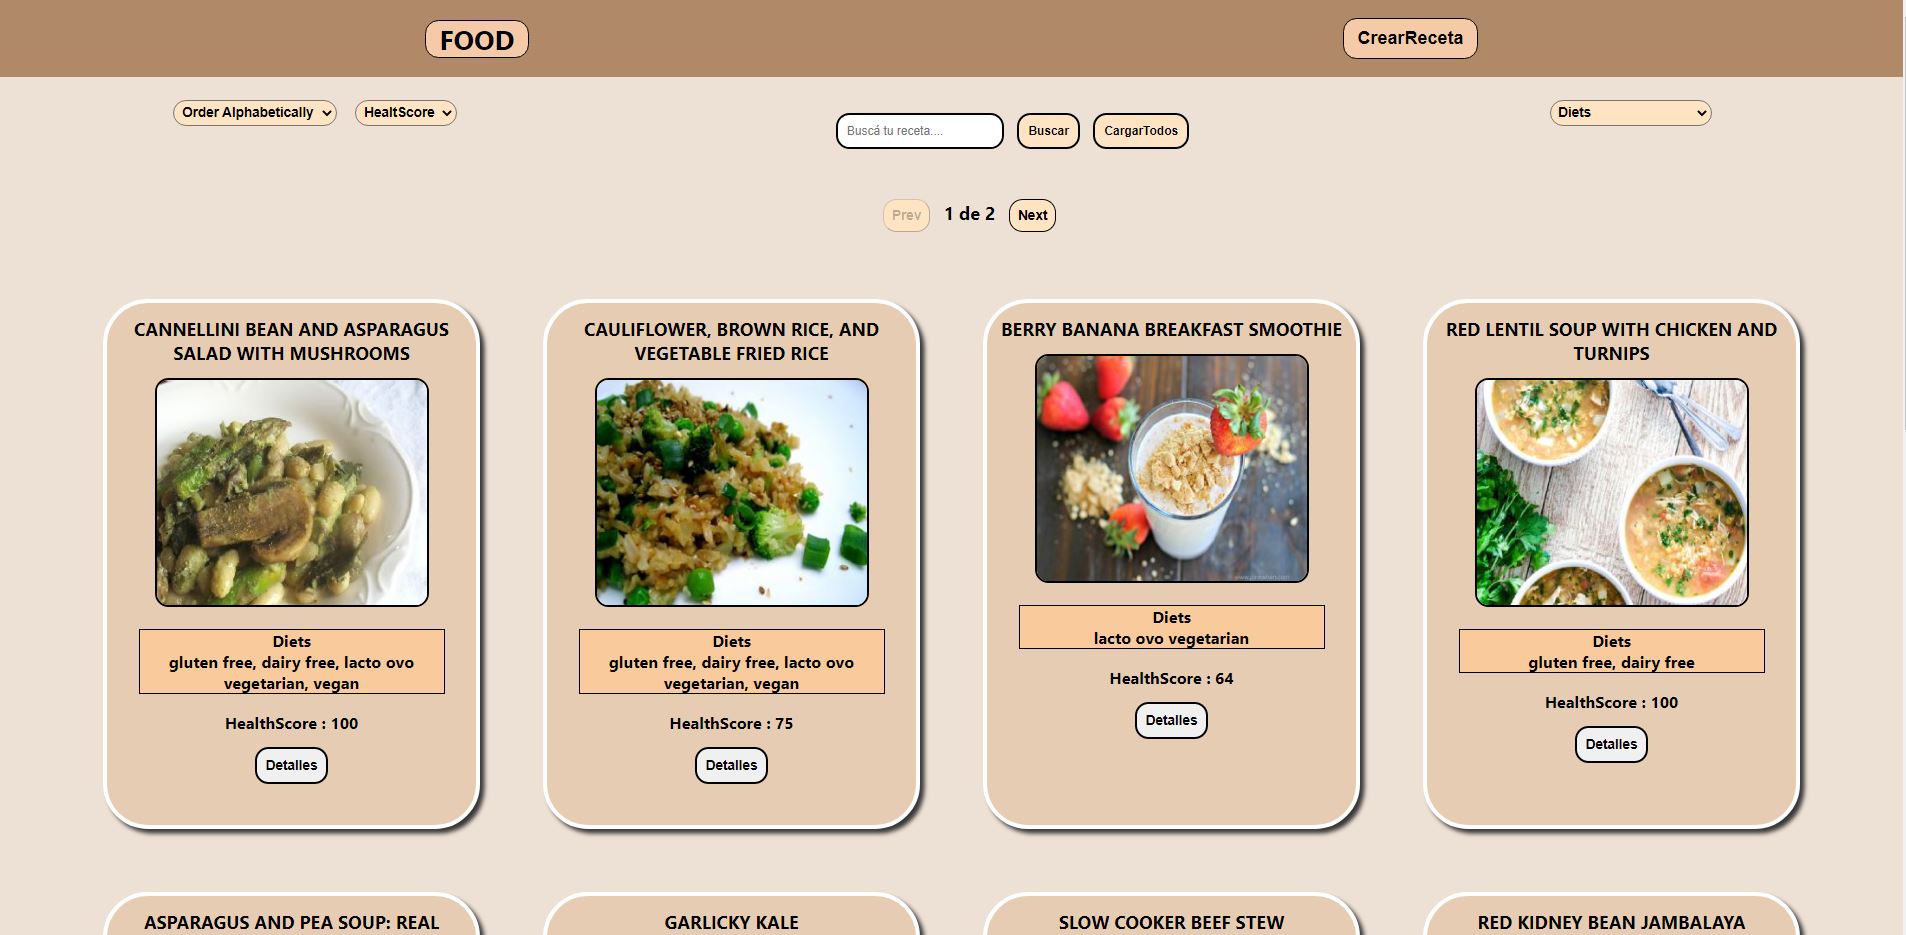 FOOD
CrearReceta
Order Alphabetically
HealtScore
Buscá tu receta....
Buscar
CargarTodos
Diets
Prev
1 de 2
Next
CANNELLINI BEAN AND ASPARAGUS
SALAD WITH MUSHROOMS
Diets
gluten free, dairy free, lacto ovo
vegetarian, vegan
HealthScore : 100
Detalles
CAULIFLOWER, BROWN RICE, AND
VEGETABLE FRIED RICE
Diets
gluten free, dairy free, lacto ovo
vegetarian, vegan
HealthScore : 75
Detalles
BERRY BANANA BREAKFAST SMOOTHIE
Diets
lacto ovo vegetarian
HealthScore : 64
Detalles
RED LENTIL SOUP WITH CHICKEN AND
TURNIPS
Diets
gluten free, dairy free
HealthScore : 100
Detalles
ASPARAGUS AND PEA SOUP: REAL
GARLICKY KALE
SLOW COOKER BEEF STEW
RED KIDNEY BEAN JAMBALAYA